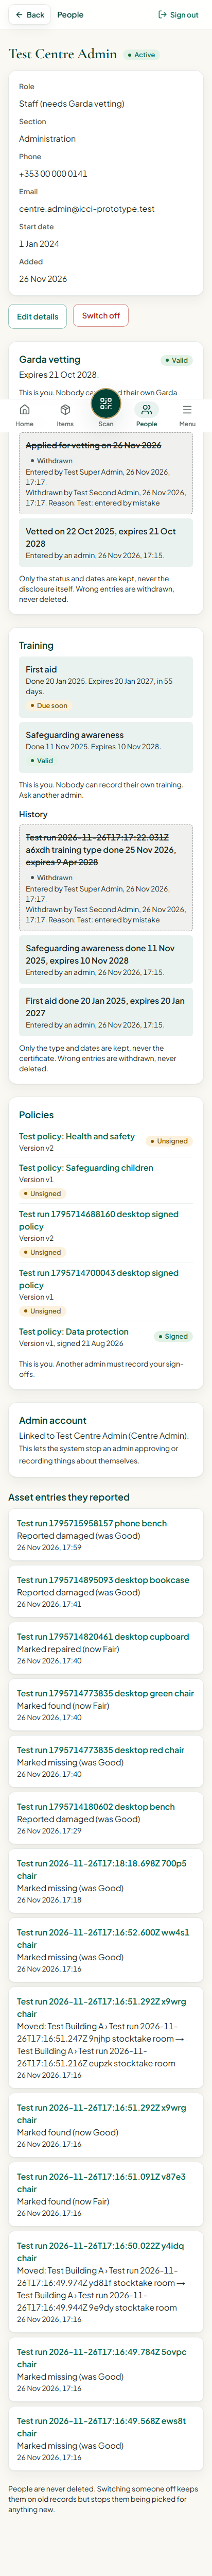 Back People Sign out
Test Centre Admin Active
Role
Staff (needs Garda vetting)
Section
Administration
Phone
+353 00 000 0141
Email
centre.admin@icci-prototype.test
Start date
1 Jan 2024
Added
26 Nov 2026
Edit details Switch off
Garda vetting Valid
Expires 21 Oct 2028.
This is you. Nobody ca d their own Garda
Home Items Scan People Menu
Applied for vetting on 26 Nov 2026
Withdrawn
Entered by Test Super Admin, 26 Nov 2026,
17:17.
Withdrawn by Test Second Admin, 26 Nov 2026,
17:17. Reason: Test: entered by mistake
Vetted on 22 Oct 2025, expires 21 Oct
2028
Entered by an admin, 26 Nov 2026, 17:15.
Only the status and dates are kept, never the
disclosure itself. Wrong entries are withdrawn,
never deleted.
Training
First aid
Done 20 Jan 2025. Expires 20 Jan 2027, in 55
days.
Due soon
Safeguarding awareness
Done 11 Nov 2025. Expires 10 Nov 2028.
Valid
This is you. Nobody can record their own training.
Ask another admin.
History
Test run 2026-11-26T17:17:22.031Z
a6xdh training type done 25 Nov 2026,
expires 9 Apr 2028
Withdrawn
Entered by Test Super Admin, 26 Nov 2026,
17:17.
Withdrawn by Test Second Admin, 26 Nov 2026,
17:17. Reason: Test: entered by mistake
Safeguarding awareness done 11 Nov
2025, expires 10 Nov 2028
Entered by an admin, 26 Nov 2026, 17:15.
First aid done 20 Jan 2025, expires 20 Jan
2027
Entered by an admin, 26 Nov 2026, 17:15.
Only the type and dates are kept, never the
certificate. Wrong entries are withdrawn, never
deleted.
Policies
Test policy: Health and safety Unsigned
Version v2
Test policy: Safeguarding children
Version v1
Unsigned
Test run 1795714688160 desktop signed
policy
Version v2
Unsigned
Test run 1795714700043 desktop signed
policy
Version v1
Unsigned
Test policy: Data protection Signed
Version v1, signed 21 Aug 2026
This is you. Another admin must record your sign-
offs.
Admin account
Linked to Test Centre Admin (Centre Admin).
This lets the system stop an admin approving or
recording things about themselves.
Asset entries they reported
Test run 1795715958157 phone bench
Reported damaged (was Good)
26 Nov 2026, 17:59
Test run 1795714895093 desktop bookcase
Reported damaged (was Good)
26 Nov 2026, 17:41
Test run 1795714820461 desktop cupboard
Marked repaired (now Fair)
26 Nov 2026, 17:40
Test run 1795714773835 desktop green chair
Marked found (now Fair)
26 Nov 2026, 17:40
Test run 1795714773835 desktop red chair
Marked missing (was Good)
26 Nov 2026, 17:40
Test run 1795714180602 desktop bench
Reported damaged (was Good)
26 Nov 2026, 17:29
Test run 2026-11-26T17:18:18.698Z 700p5
chair
Marked missing (was Good)
26 Nov 2026, 17:18
Test run 2026-11-26T17:16:52.600Z ww4s1
chair
Marked missing (was Good)
26 Nov 2026, 17:16
Test run 2026-11-26T17:16:51.292Z x9wrg
chair
Moved: Test Building A › Test run 2026-11-
26T17:16:51.247Z 9njhp stocktake room →
Test Building A › Test run 2026-11-
26T17:16:51.216Z eupzk stocktake room
26 Nov 2026, 17:16
Test run 2026-11-26T17:16:51.292Z x9wrg
chair
Marked found (now Good)
26 Nov 2026, 17:16
Test run 2026-11-26T17:16:51.091Z v87e3
chair
Marked found (now Fair)
26 Nov 2026, 17:16
Test run 2026-11-26T17:16:50.022Z y4idq
chair
Moved: Test Building A › Test run 2026-11-
26T17:16:49.974Z yd81f stocktake room →
Test Building A › Test run 2026-11-
26T17:16:49.944Z 9e9dy stocktake room
26 Nov 2026, 17:16
Test run 2026-11-26T17:16:49.784Z 5ovpc
chair
Marked missing (was Good)
26 Nov 2026, 17:16
Test run 2026-11-26T17:16:49.568Z ews8t
chair
Marked missing (was Good)
26 Nov 2026, 17:16
People are never deleted. Switching someone off keeps
them on old records but stops them being picked for
anything new.